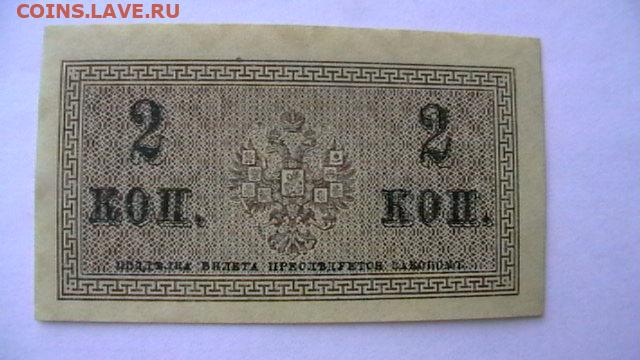 COINS.LAVE.RU
2 2
КОП. КОП.
ПОДДѢЛКА БИЛЕТА ПРЕСЛѢДУЕТСЯ ЗАКОНОМЪ.